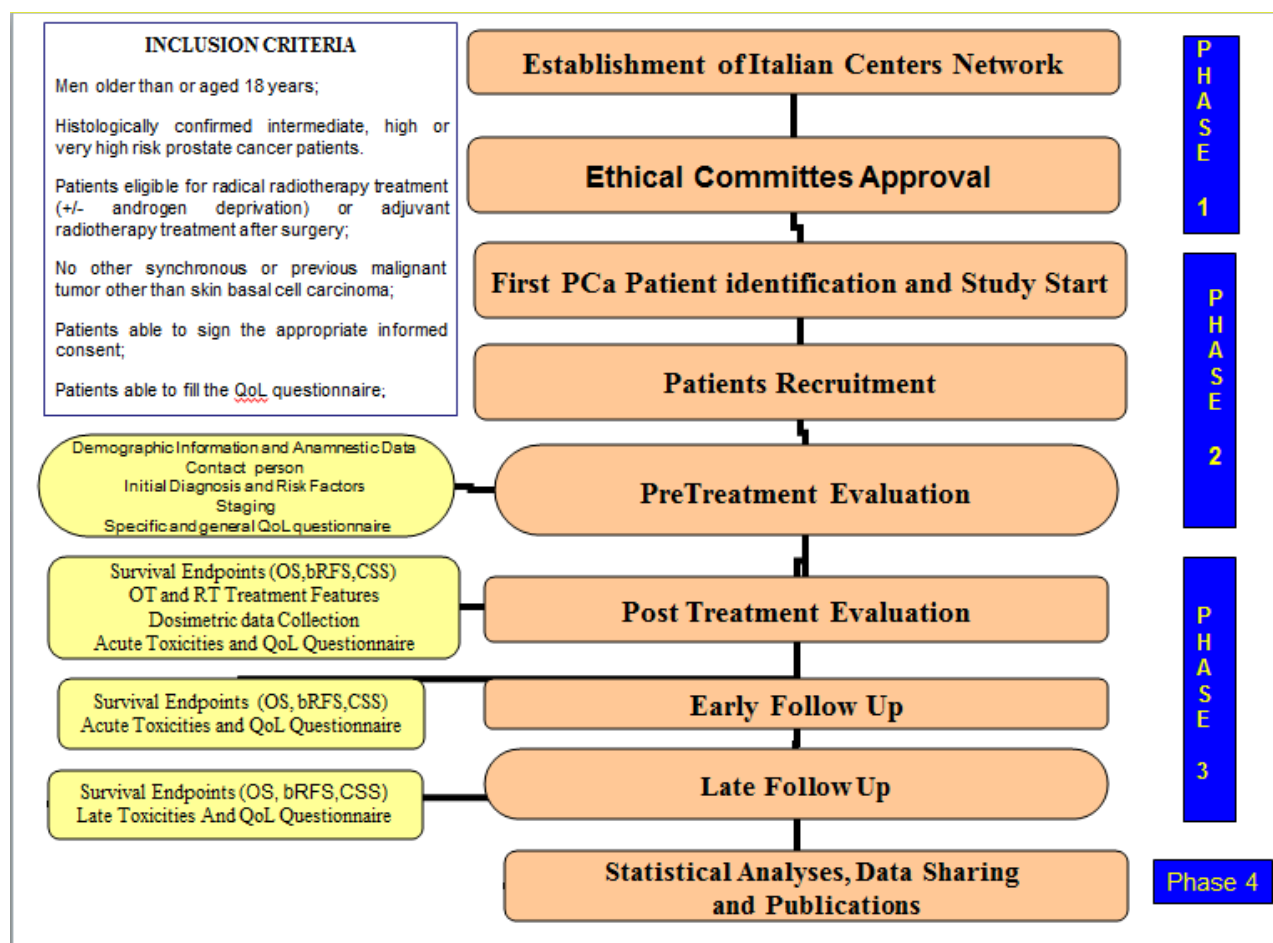 INCLUSION CRITERIA
Men older than or aged 18 years;
Histologically confirmed intermediate, high or
very high risk prostate cancer patients.
Patients eligible for radical radiotherapy treatment
(+/- androgen deprivation) or adjuvant
radiotherapy treatment after surgery;
No other synchronous or previous malignant
tumor other than skin basal cell carcinoma;
Patients able to sign the appropriate informed
consent;
Patients able to fill the QoL questionnaire;
Establishment of Italian Centers Network
Ethical Committes Approval
PHASE 1
First PCa Patient identification and Study Start
Patients Recruitment
Demographic Information and Anamnestic Data
Contact person
Initial Diagnosis and Risk Factors
Staging
Specific and general QoL questionnaire
PreTreatment Evaluation
PHASE 2
Survival Endpoints (OS,bRFS,CSS)
OT and RT Treatment Features
Dosimetric data Collection
Acute Toxicities and QoL Questionnaire
Post Treatment Evaluation
Survival Endpoints (OS, bRFS,CSS)
Acute Toxicities and QoL Questionnaire
Early Follow Up
Survival Endpoints (OS, bRFS,CSS)
Late Toxicities And QoL Questionnaire
Late Follow Up
PHASE 3
Statistical Analyses, Data Sharing
and Publications
Phase 4